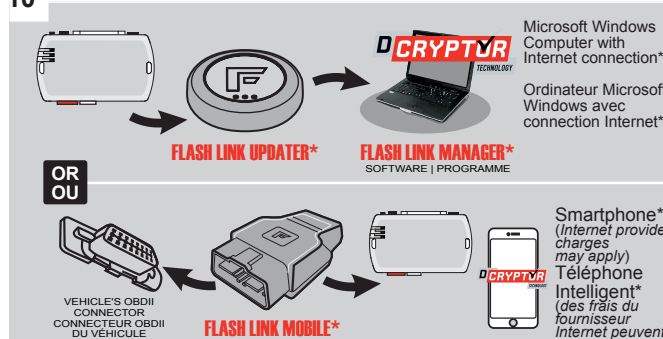 10
Microsoft Windows
Computer with
Internet connection*
Ordinateur Microsoft
Windows avec
connection Internet*
DCRYPTOR
TECHNOLOGY
FLASH LINK UPDATER*
FLASH LINK MANAGER*
SOFTWARE | PROGRAMME
OR
OU
VEHICLE'S OBDII
CONNECTOR
CONNECTEUR OBDII
DU VÉHICULE
FLASH LINK MOBILE*
DCRYPTOR
TECHNOLOGY
Smartphone*
(Internet provide
charges
may apply)
Téléphone
Intelligent*
(des frais du
fournisseur
Internet peuvent